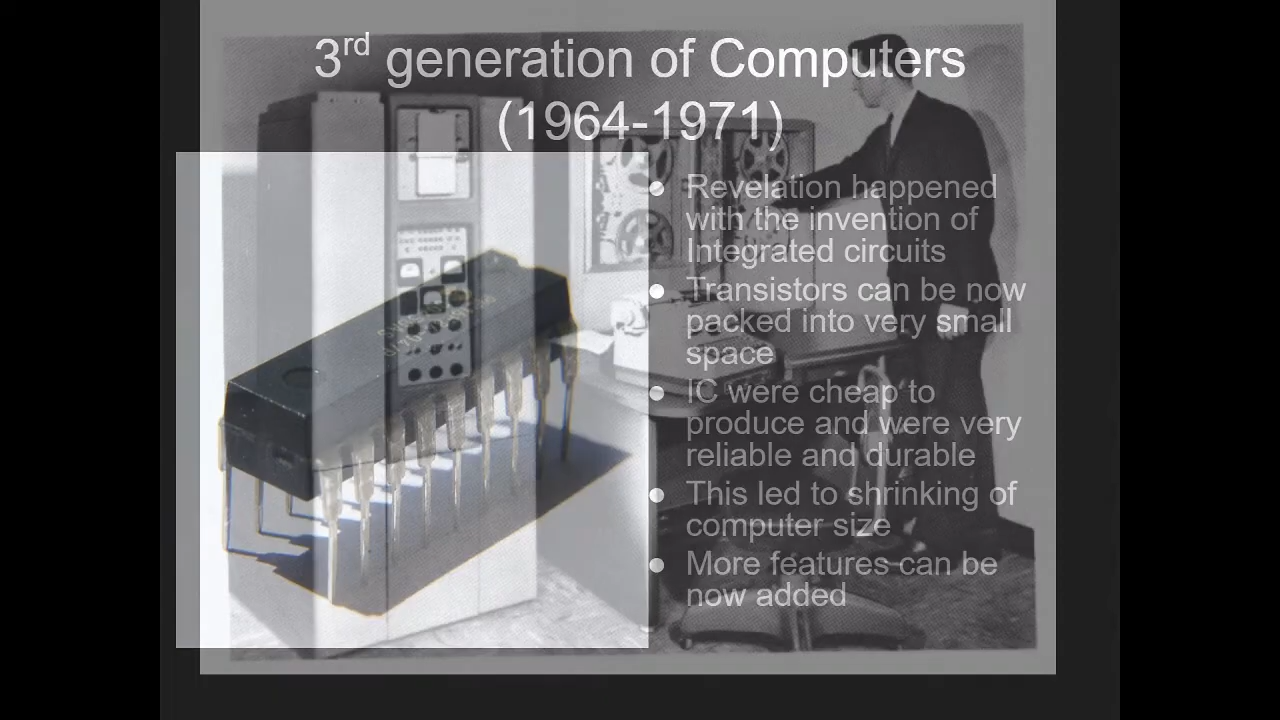 3rd generation of Computers
(1964-1971)
• Revelation happened
with the invention of
Integrated circuits
• Transistors can be now
packed into very small
space
• IC were cheap to
produce and were very
reliable and durable
• This led to shrinking of
computer size
• More features can be
now added